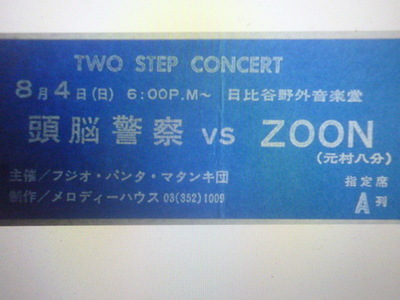 TWO STEP CONCERT
8月4日(日) 6:00P.M~ 日比谷野外音楽堂
頭脳警察 VS ZOON
(元村八分)
主催/フジオ・パンタ・マタンキ団
制作/メロディーハウス 03(352)1009
指定席
A列